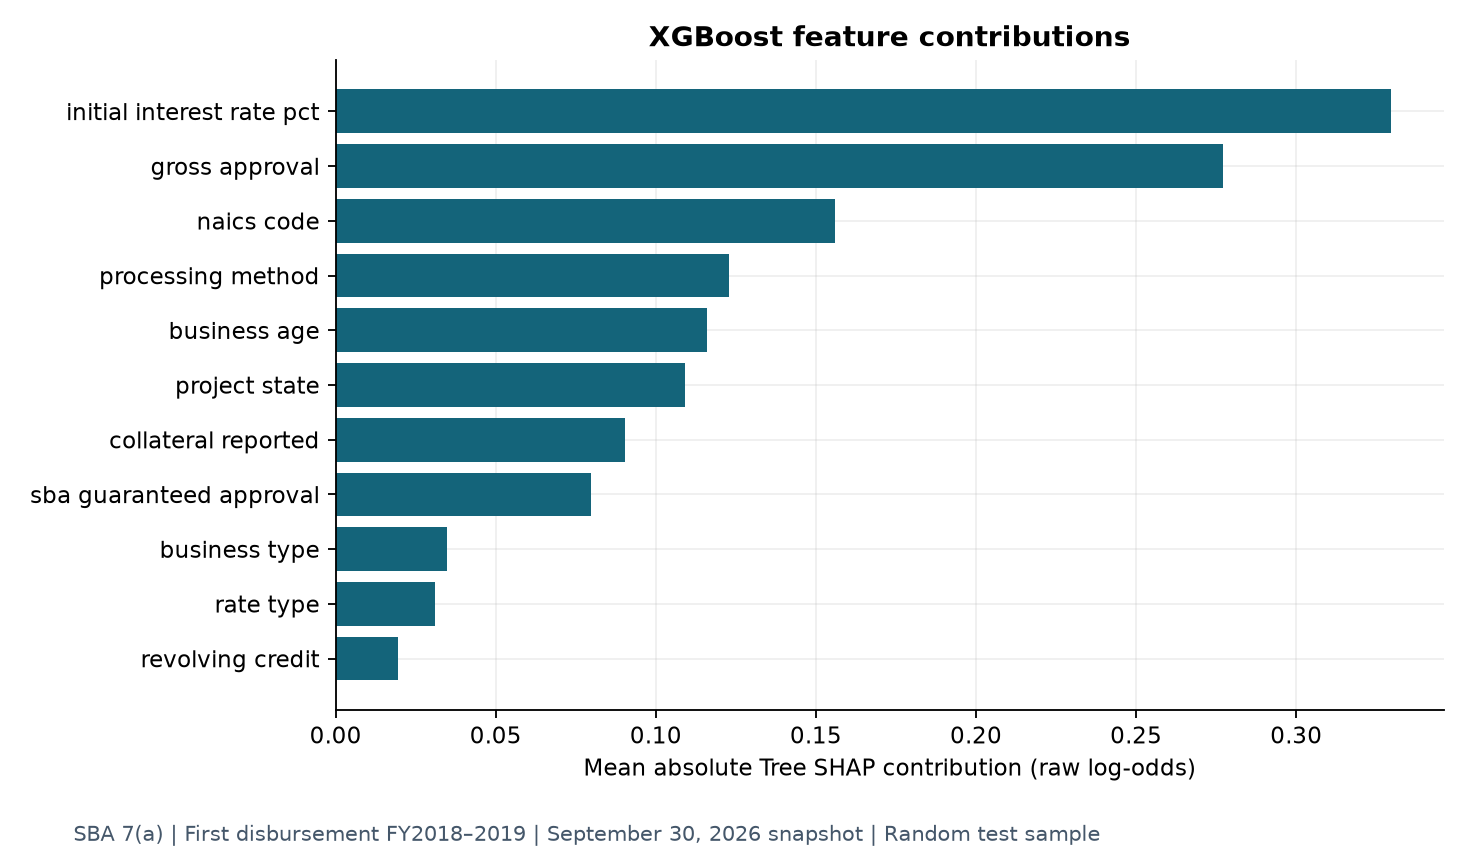 XGBoost feature contributions
initial interest rate pct
gross approval
naics code
processing method
business age
project state
collateral reported
sba guaranteed approval
business type
rate type
revolving credit
0.00 0.05 0.10 0.15 0.20 0.25 0.30
Mean absolute Tree SHAP contribution (raw log-odds)
SBA 7(a) | First disbursement FY2018–2019 | September 30, 2026 snapshot | Random test sample